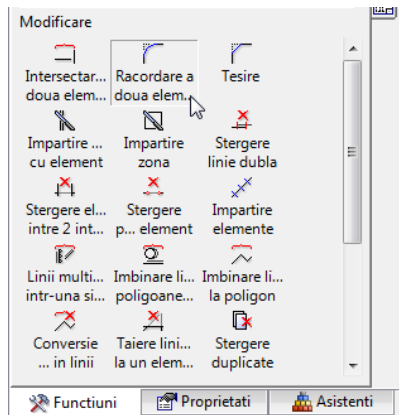 Modificare
Intersectar... Racordare a Tesire
doua elem... doua elem...
Impartire ... Impartire Stergere
cu element zona linie dubla
Stergere el... Stergere Impartire
intre 2 int... p... element elemente
Linii multi... Imbinare li... Imbinare li...
intr-una si... poligoane... la poligon
Conversie Taiere lini... Stergere
... in linii la un elem... duplicate
Functiuni Proprietati Asistenti